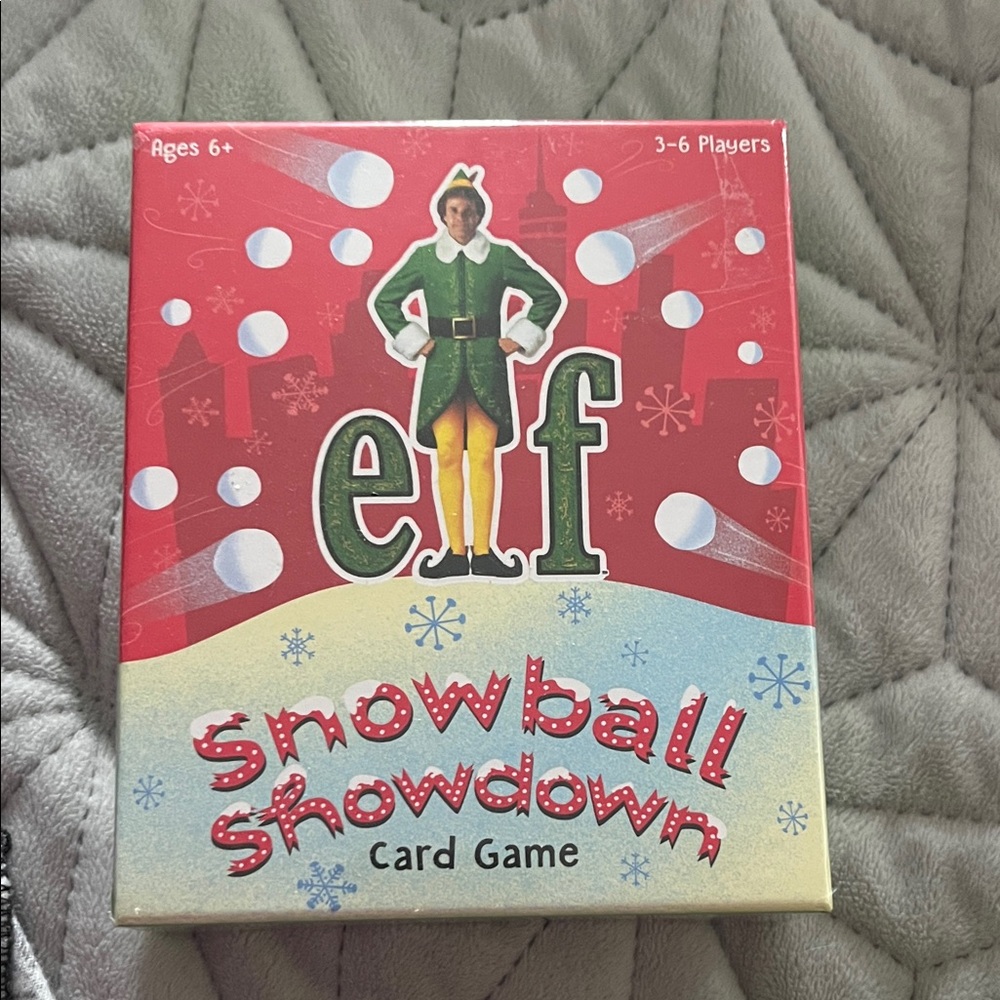 Ages 6+
3-6 Players
elf
Snowball
Showdown
Card Game